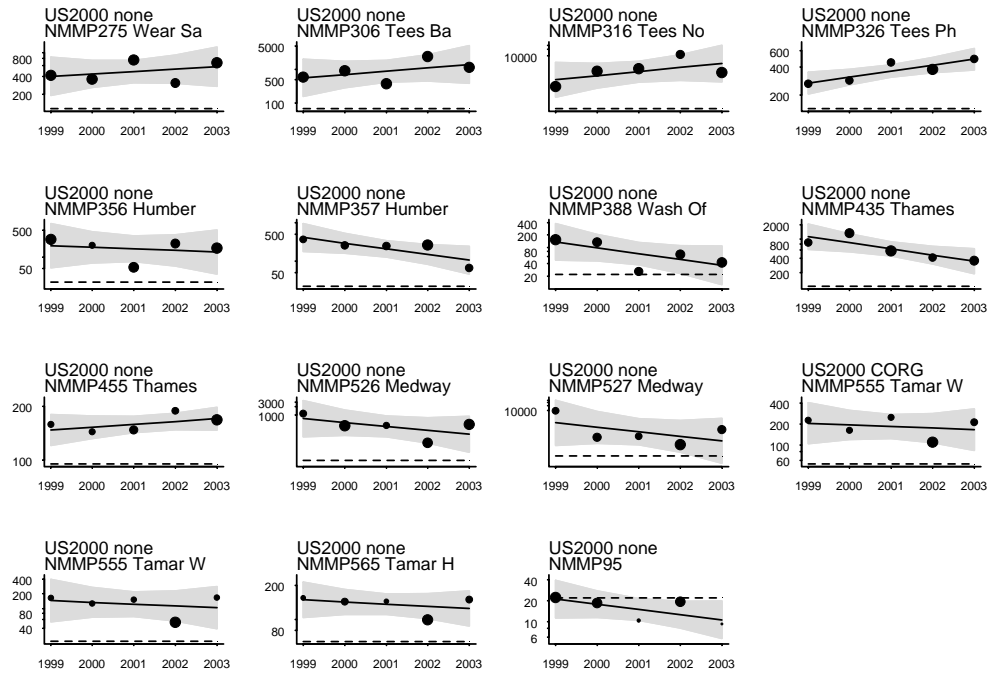 US2000 none
NMMP275 Wear Sa
800
400
200
1999 2000 2001 2002 2003
US2000 none
NMMP306 Tees Ba
5000
500
100
1999 2000 2001 2002 2003
US2000 none
NMMP316 Tees No
10000
1999 2000 2001 2002 2003
US2000 none
NMMP326 Tees Ph
600
400
200
1999 2000 2001 2002 2003
US2000 none
NMMP356 Humber
500
50
1999 2000 2001 2002 2003
US2000 none
NMMP357 Humber
500
50
1999 2000 2001 2002 2003
US2000 none
NMMP388 Wash Of
400
200
80
40
20
1999 2000 2001 2002 2003
US2000 none
NMMP435 Thames
2000
800
400
200
1999 2000 2001 2002 2003
US2000 none
NMMP455 Thames
200
100
1999 2000 2001 2002 2003
US2000 none
NMMP526 Medway
3000
1000
1999 2000 2001 2002 2003
US2000 none
NMMP527 Medway
10000
1999 2000 2001 2002 2003
US2000 CORG
NMMP555 Tamar W
400
200
100
60
1999 2000 2001 2002 2003
US2000 none
NMMP555 Tamar W
400
200
80
40
1999 2000 2001 2002 2003
US2000 none
NMMP565 Tamar H
200
80
1999 2000 2001 2002 2003
US2000 none
NMMP95
40
20
10
6
1999 2000 2001 2002 2003